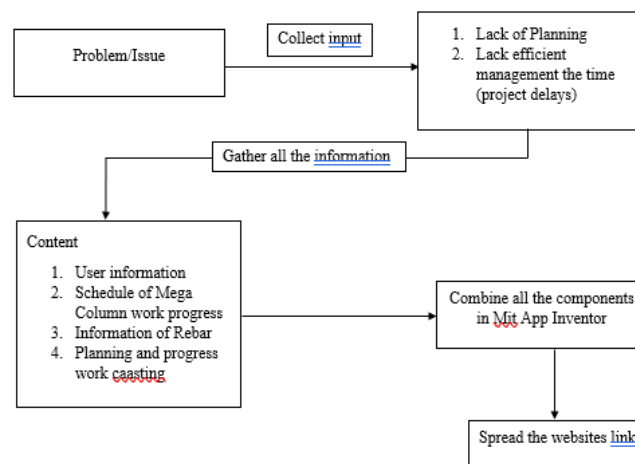 Problem/Issue
Collect input
1. Lack of Planning
2. Lack efficient
management the time
(project delays)
Gather all the information
Content
1. User information
2. Schedule of Mega
Column work progress
3. Information of Rebar
4. Planning and progress
work caasting
Combine all the components
in Mit App Inventor
Spread the websites link